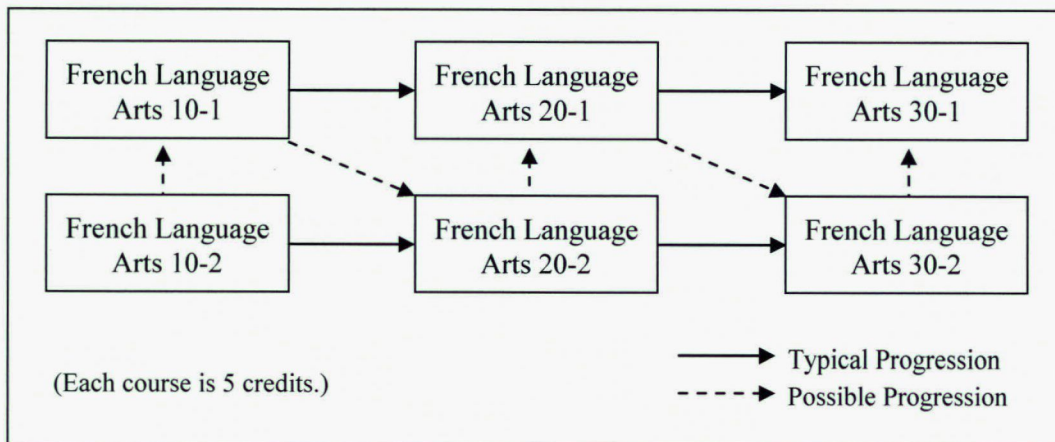 French Language
Arts 10-1
French Language
Arts 20-1
French Language
Arts 30-1
French Language
Arts 10-2
French Language
Arts 20-2
French Language
Arts 30-2
(Each course is 5 credits.)
Typical Progression
Possible Progression